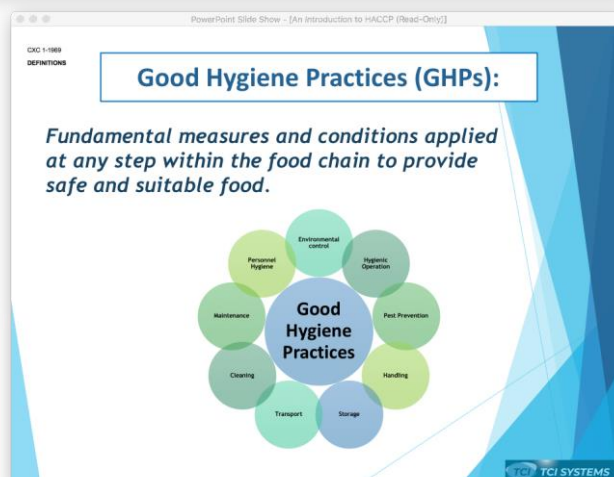 PowerPoint Slide Show - [An Introduction to HACCP (Read-Only)]
CXC 1-1969
DEFINITIONS
Good Hygiene Practices (GHPs):
Fundamental measures and conditions applied
at any step within the food chain to provide
safe and suitable food.
Environmental
control
Personnel
Hygiene
Hygienic
Operation
Maintenance
Good
Hygiene
Practices
Pest Prevention
Cleaning
Handling
Transport
Storage
TCI TCI SYSTEMS